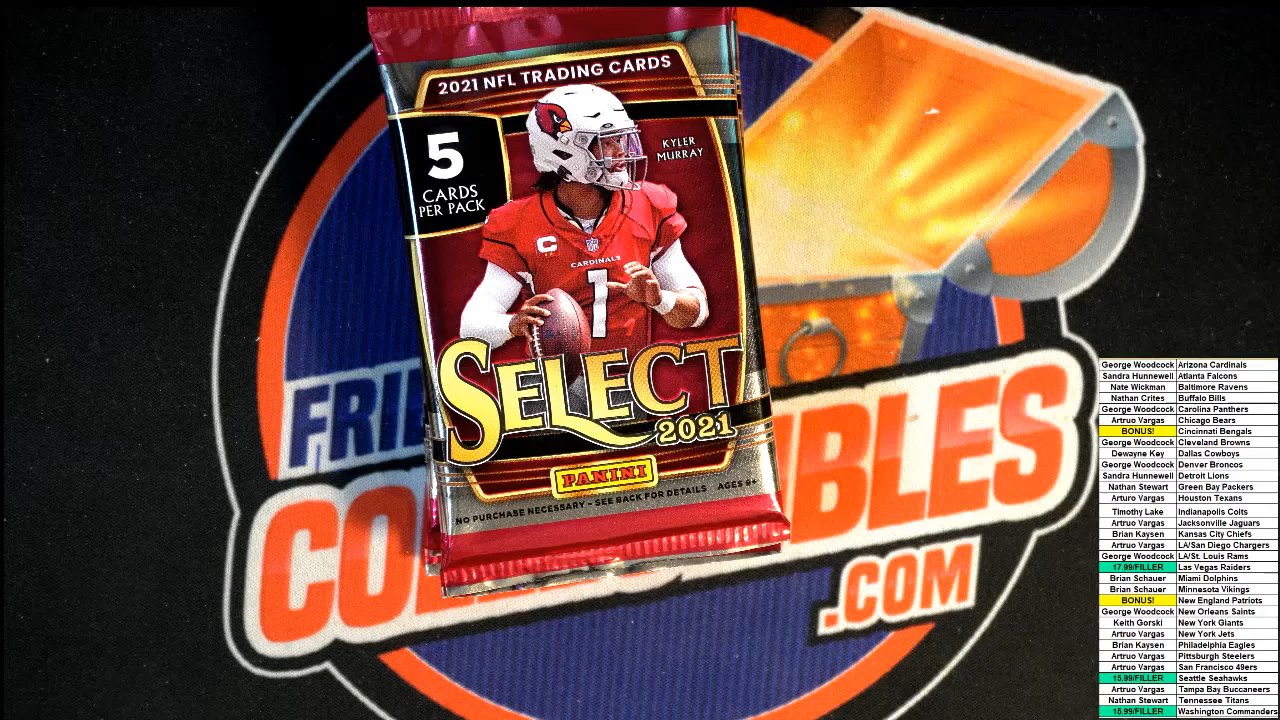 2021 NFL TRADING CARDS
5
CARDS
PER PACK
KYLER
MURRAY
C
CARDINALS
1
SELECT
2021
PANINI
NO PURCHASE NECESSARY – SEE BACK FOR DETAILS AGES 9+
FRI
CO
IBLES
.COM
George Woodcock Arizona Cardinals
Sandra Hunnewell Atlanta Falcons
Nate Wickman Baltimore Ravens
Nathan Crites Buffalo Bills
George Woodcock Carolina Panthers
Artruo Vargas Chicago Bears
BONUS! Cincinnati Bengals
George Woodcock Cleveland Browns
Dewayne Key Dallas Cowboys
George Woodcock Denver Broncos
Sandra Hunnewell Detroit Lions
Nathan Stewart Green Bay Packers
Arturo Vargas Houston Texans
Timothy Lake Indianapolis Colts
Artruo Vargas Jacksonville Jaguars
Brian Kaysen Kansas City Chiefs
Artruo Vargas LA/San Diego Chargers
George Woodcock LA/St. Louis Rams
17.99/FILLER Las Vegas Raiders
Brian Schauer Miami Dolphins
Brian Schauer Minnesota Vikings
BONUS! New England Patriots
George Woodcock New Orleans Saints
Keith Gorski New York Giants
Artruo Vargas New York Jets
Brian Kaysen Philadelphia Eagles
Artruo Vargas Pittsburgh Steelers
Artruo Vargas San Francisco 49ers
15.99/FILLER Seattle Seahawks
Artruo Vargas Tampa Bay Buccaneers
Nathan Stewart Tennessee Titans
16.99/FILLER Washington Commanders